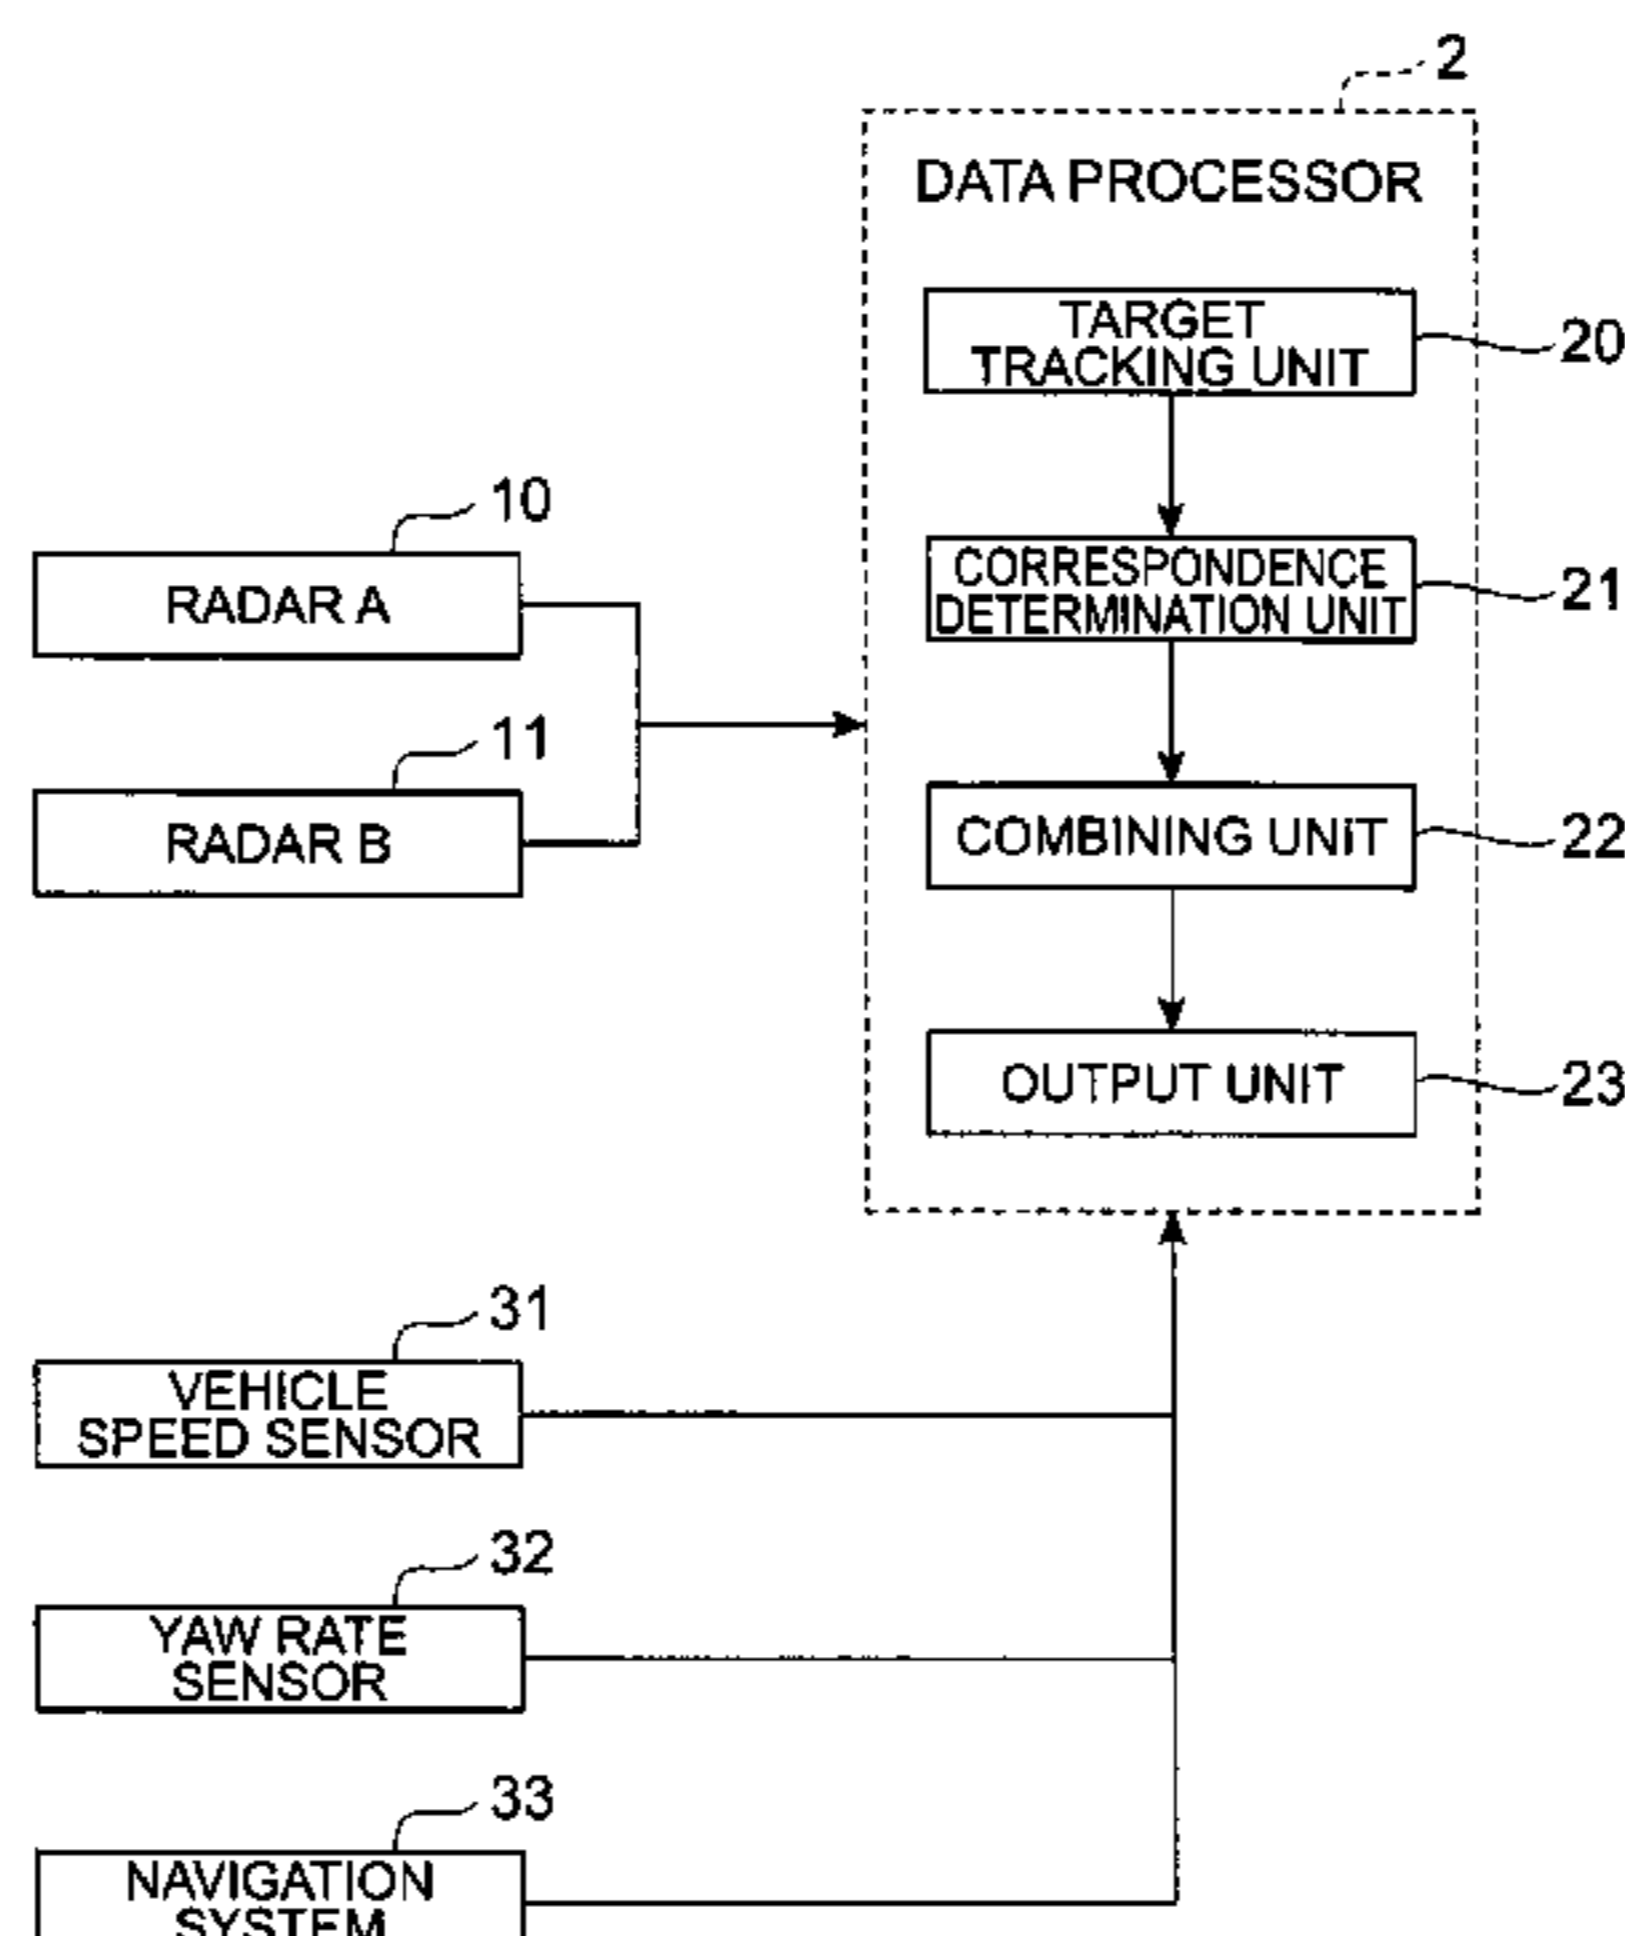 2
DATA PROCESSOR
TARGET
TRACKING UNIT
20
10
RADAR A
CORRESPONDENCE
DETERMINATION UNIT
21
11
RADAR B
COMBINING UNIT
22
OUTPUT UNIT
23
31
VEHICLE
SPEED SENSOR
32
YAW RATE
SENSOR
33
NAVIGATION
SYSTEM